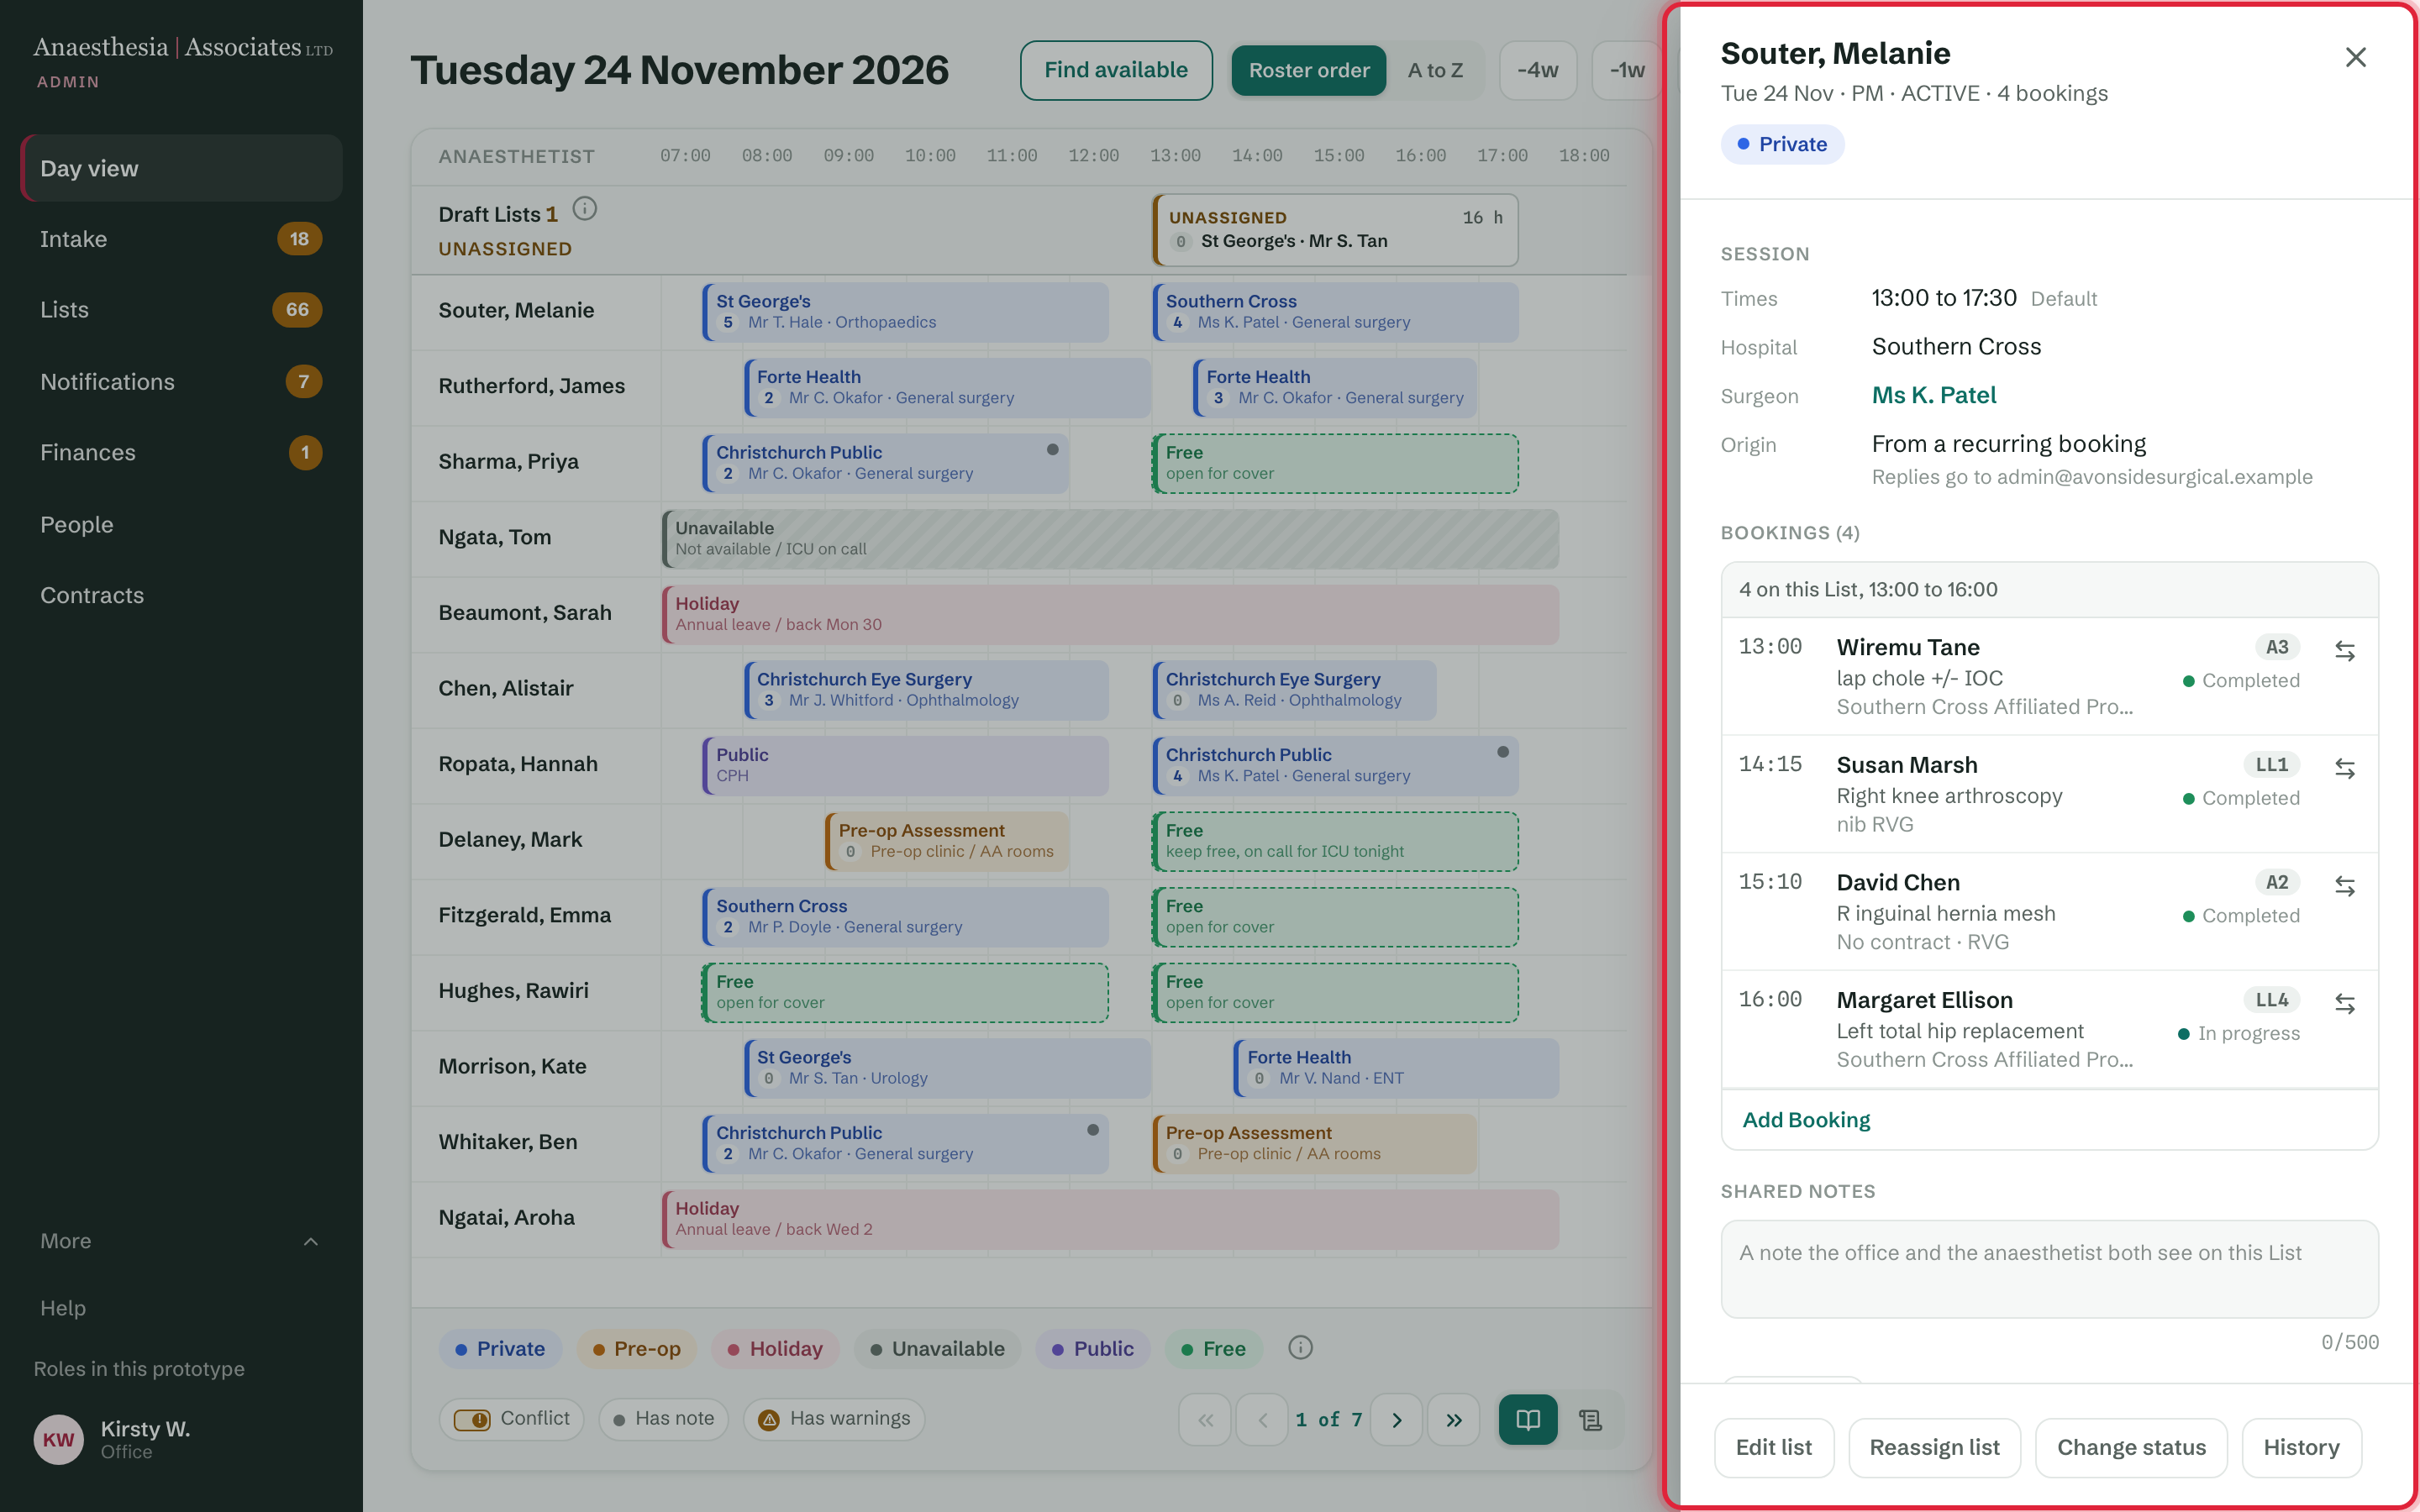 Anaesthesia | Associates LTD
ADMIN
Day view
Intake 18
Lists 66
Notifications 7
Finances 1
People
Contracts
More
Help
Roles in this prototype
KW
Kirsty W.
Office
Tuesday 24 November 2026
Find available
Roster order
A to Z
-4w
-1w
ANAESTHETIST 07:00 08:00 09:00 10:00 11:00 12:00 13:00 14:00 15:00 16:00 17:00 18:00
Draft Lists 1
UNASSIGNED
UNASSIGNED 16 h
0 St George's · Mr S. Tan
Souter, Melanie
St George's
5 Mr T. Hale · Orthopaedics
Southern Cross
4 Ms K. Patel · General surgery
Rutherford, James
Forte Health
2 Mr C. Okafor · General surgery
Forte Health
3 Mr C. Okafor · General surgery
Sharma, Priya
Christchurch Public
2 Mr C. Okafor · General surgery
Free
open for cover
Ngata, Tom
Unavailable
Not available / ICU on call
Beaumont, Sarah
Holiday
Annual leave / back Mon 30
Chen, Alistair
Christchurch Eye Surgery
3 Mr J. Whitford · Ophthalmology
Christchurch Eye Surgery
0 Ms A. Reid · Ophthalmology
Ropata, Hannah
Public
CPH
Christchurch Public
4 Ms K. Patel · General surgery
Delaney, Mark
Pre-op Assessment
0 Pre-op clinic / AA rooms
Free
keep free, on call for ICU tonight
Fitzgerald, Emma
Southern Cross
2 Mr P. Doyle · General surgery
Free
open for cover
Hughes, Rawiri
Free
open for cover
Free
open for cover
Morrison, Kate
St George's
0 Mr S. Tan · Urology
Forte Health
0 Mr V. Nand · ENT
Whitaker, Ben
Christchurch Public
2 Mr C. Okafor · General surgery
Pre-op Assessment
0 Pre-op clinic / AA rooms
Ngatai, Aroha
Holiday
Annual leave / back Wed 2
Private Pre-op Holiday Unavailable Public Free
Conflict Has note Has warnings
1 of 7
Souter, Melanie
Tue 24 Nov · PM · ACTIVE · 4 bookings
Private
SESSION
Times 13:00 to 17:30 Default
Hospital Southern Cross
Surgeon Ms K. Patel
Origin From a recurring booking
Replies go to admin@avonsidesurgical.example
BOOKINGS (4)
4 on this List, 13:00 to 16:00
13:00 Wiremu Tane A3
lap chole +/- IOC Completed
Southern Cross Affiliated Pro...
14:15 Susan Marsh LL1
Right knee arthroscopy Completed
nib RVG
15:10 David Chen A2
R inguinal hernia mesh Completed
No contract · RVG
16:00 Margaret Ellison LL4
Left total hip replacement In progress
Southern Cross Affiliated Pro...
Add Booking
SHARED NOTES
A note the office and the anaesthetist both see on this List
0/500
Edit list
Reassign list
Change status
History